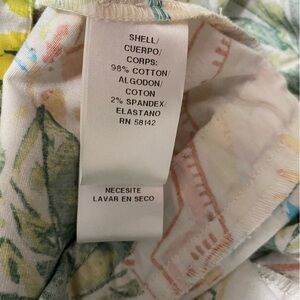 SHELL/
CUERPO/
CORPS:
98% COTTON/
ALGODON/
COTON
2% SPANDEX/
ELASTANO
RN 58142
NECESITE
LAVAR EN SECO